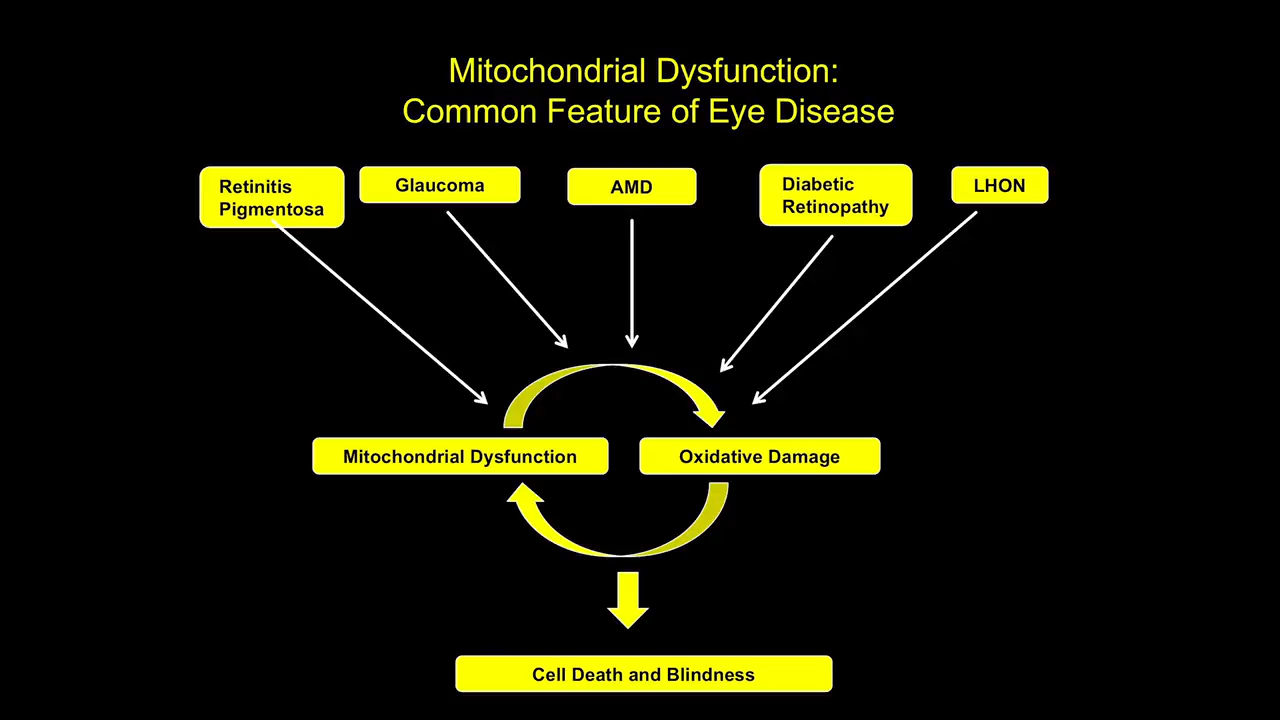 Mitochondrial Dysfunction:
Common Feature of Eye Disease
Retinitis
Pigmentosa
Glaucoma
AMD
Diabetic
Retinopathy
LHON
Mitochondrial Dysfunction
Oxidative Damage
Cell Death and Blindness